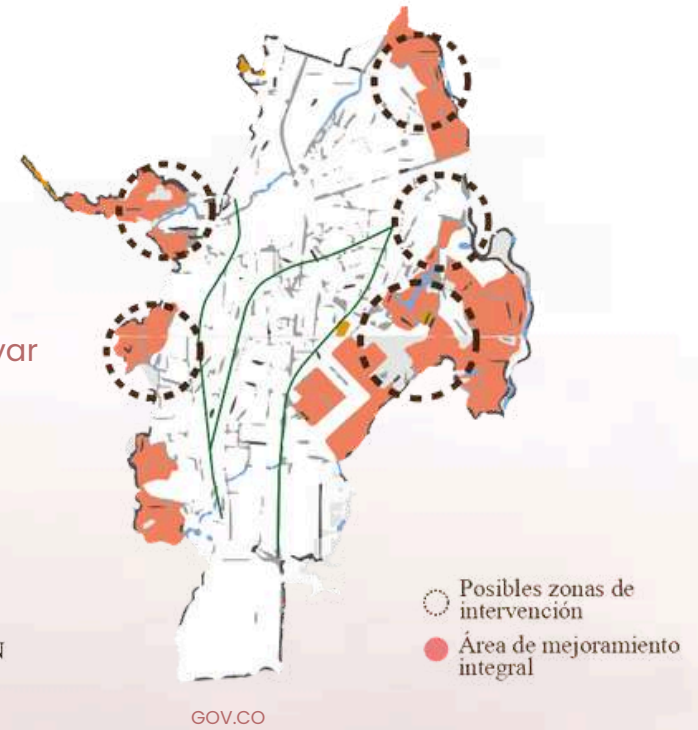 var
Posibles zonas de
intervención
N
Área de mejoramiento
integral
GOV.CO